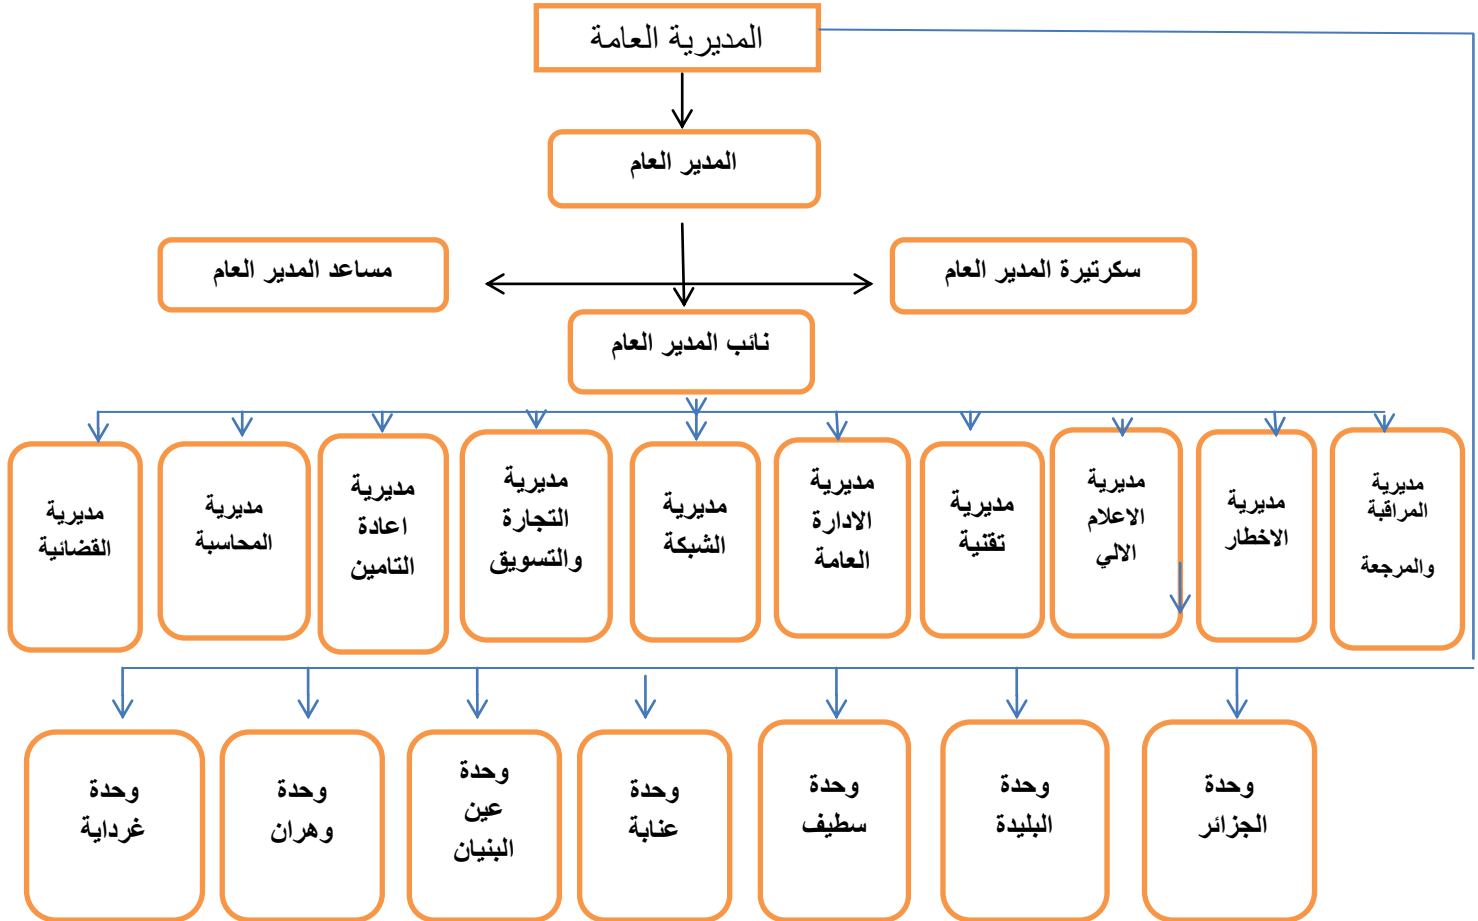 المديرية العامة
المدير العام
سكرتيرة المدير العام
مساعد المدير العام
نائب المدير العام
مديرية
المراقبة
والمرجعة
مديرية
الاخطار
مديرية
الاعلام
الالي
مديرية
تقنية
مديرية
الادارة
العامة
مديرية
الشبكة
مديرية
التجارة
والتسويق
مديرية
اعادة
التامين
مديرية
المحاسبة
مديرية
القضائية
وحدة
الجزائر
وحدة
البليدة
وحدة
سطيف
وحدة
عنابة
وحدة
عين
البنيان
وحدة
وهران
وحدة
غرداية